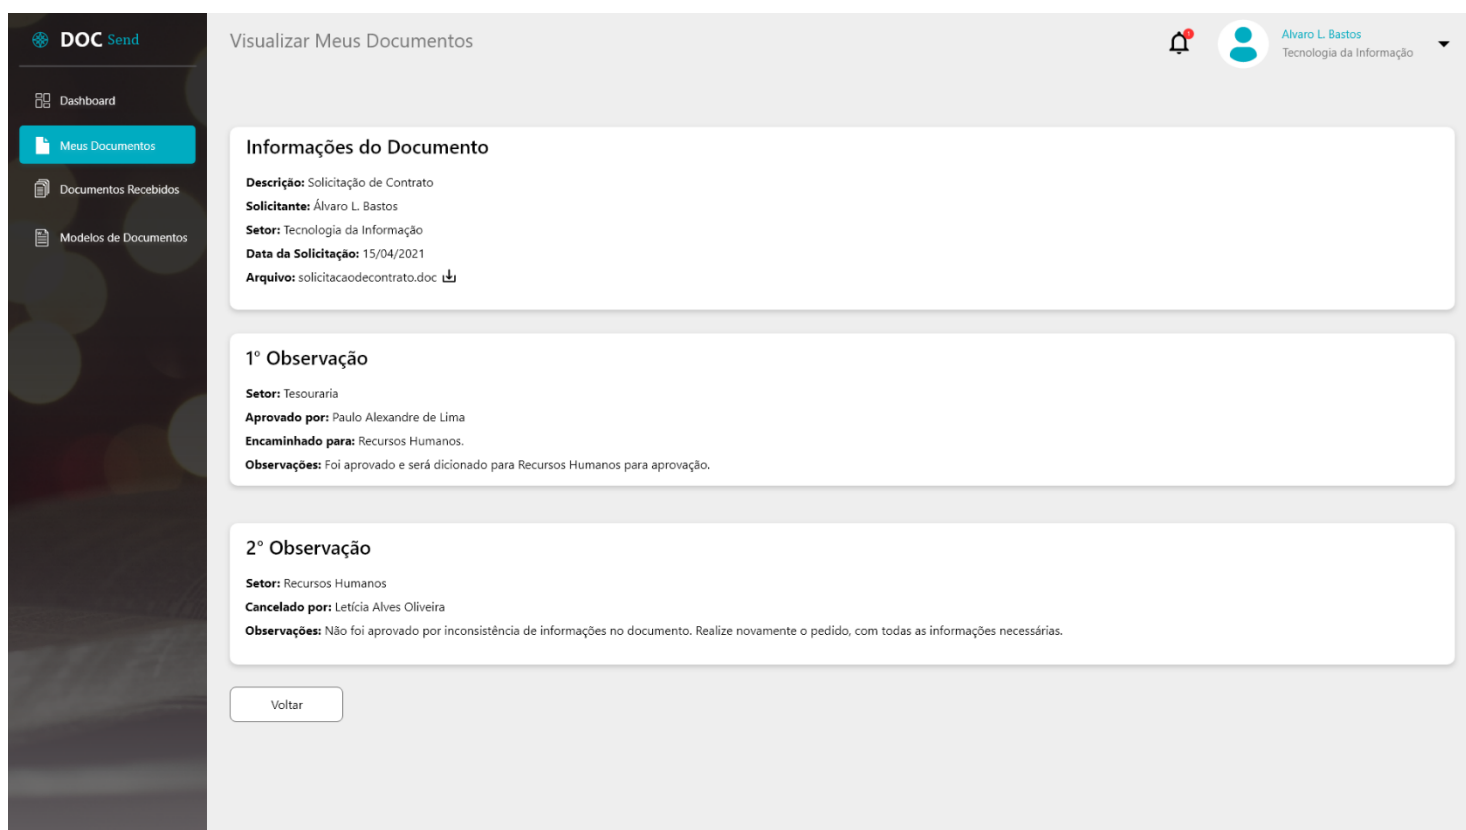 DOC Send
Visualizar Meus Documentos
1
Alvaro L. Bastos
Tecnologia da Informação
Dashboard
Meus Documentos
Documentos Recebidos
Modelos de Documentos
Informações do Documento
Descrição: Solicitação de Contrato
Solicitante: Álvaro L. Bastos
Setor: Tecnologia da Informação
Data da Solicitação: 15/04/2021
Arquivo: solicitacaodecontrato.doc
1° Observação
Setor: Tesouraria
Aprovado por: Paulo Alexandre de Lima
Encaminhado para: Recursos Humanos.
Observações: Foi aprovado e será dicionado para Recursos Humanos para aprovação.
2° Observação
Setor: Recursos Humanos
Cancelado por: Letícia Alves Oliveira
Observações: Não foi aprovado por inconsistência de informações no documento. Realize novamente o pedido, com todas as informações necessárias.
Voltar